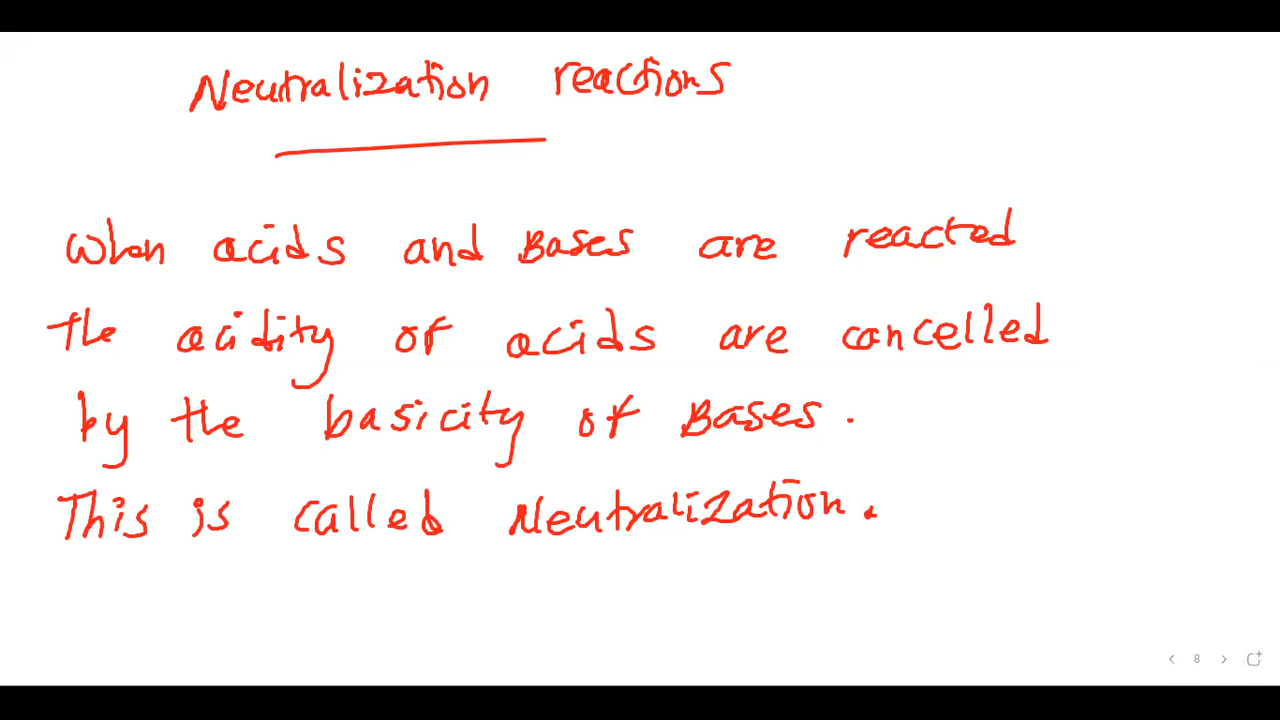 Neutralization reactions
When acids and Bases are reacted
the acidity of acids are cancelled
by the basicity of Bases.
This is called Neutralization.
8